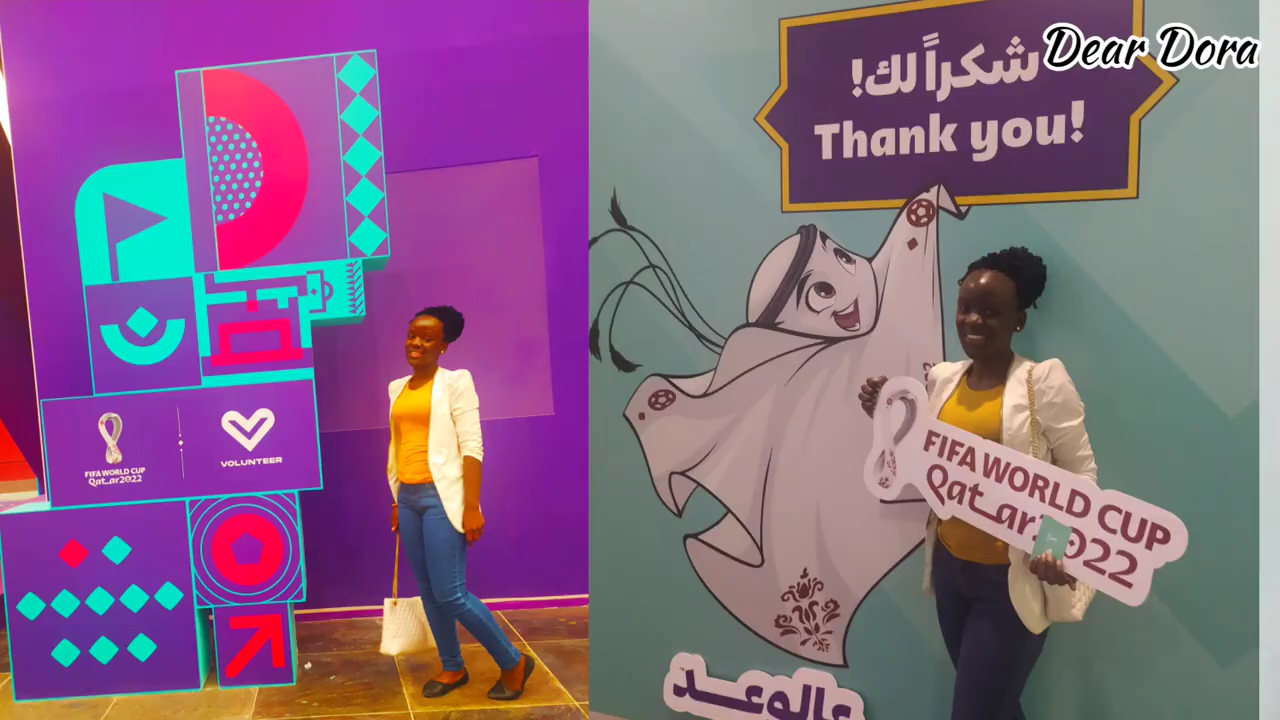 FIFA WORLD CUP
Qatar2022
VOLUNTEER
Dear Dora
شكراً لك!
Thank you!
FIFA WORLD CUP
Qatar2022
عالوعد